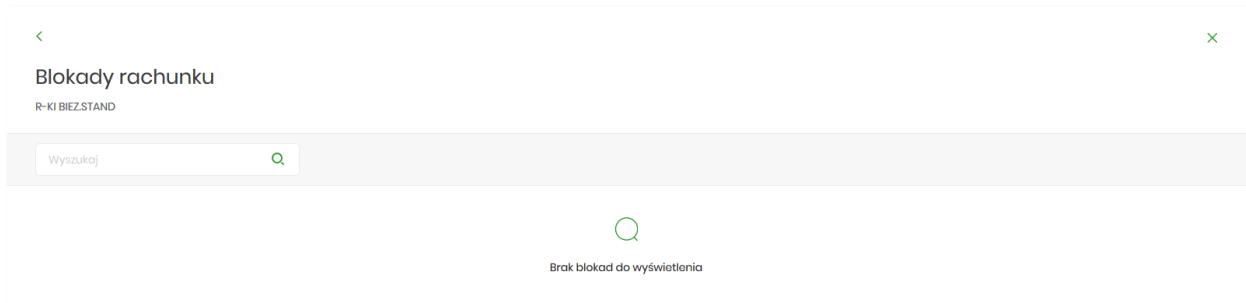 Blokady rachunku
R-KI BIEZ.STAND
Wyszukaj
Brak blokad do wyświetlenia